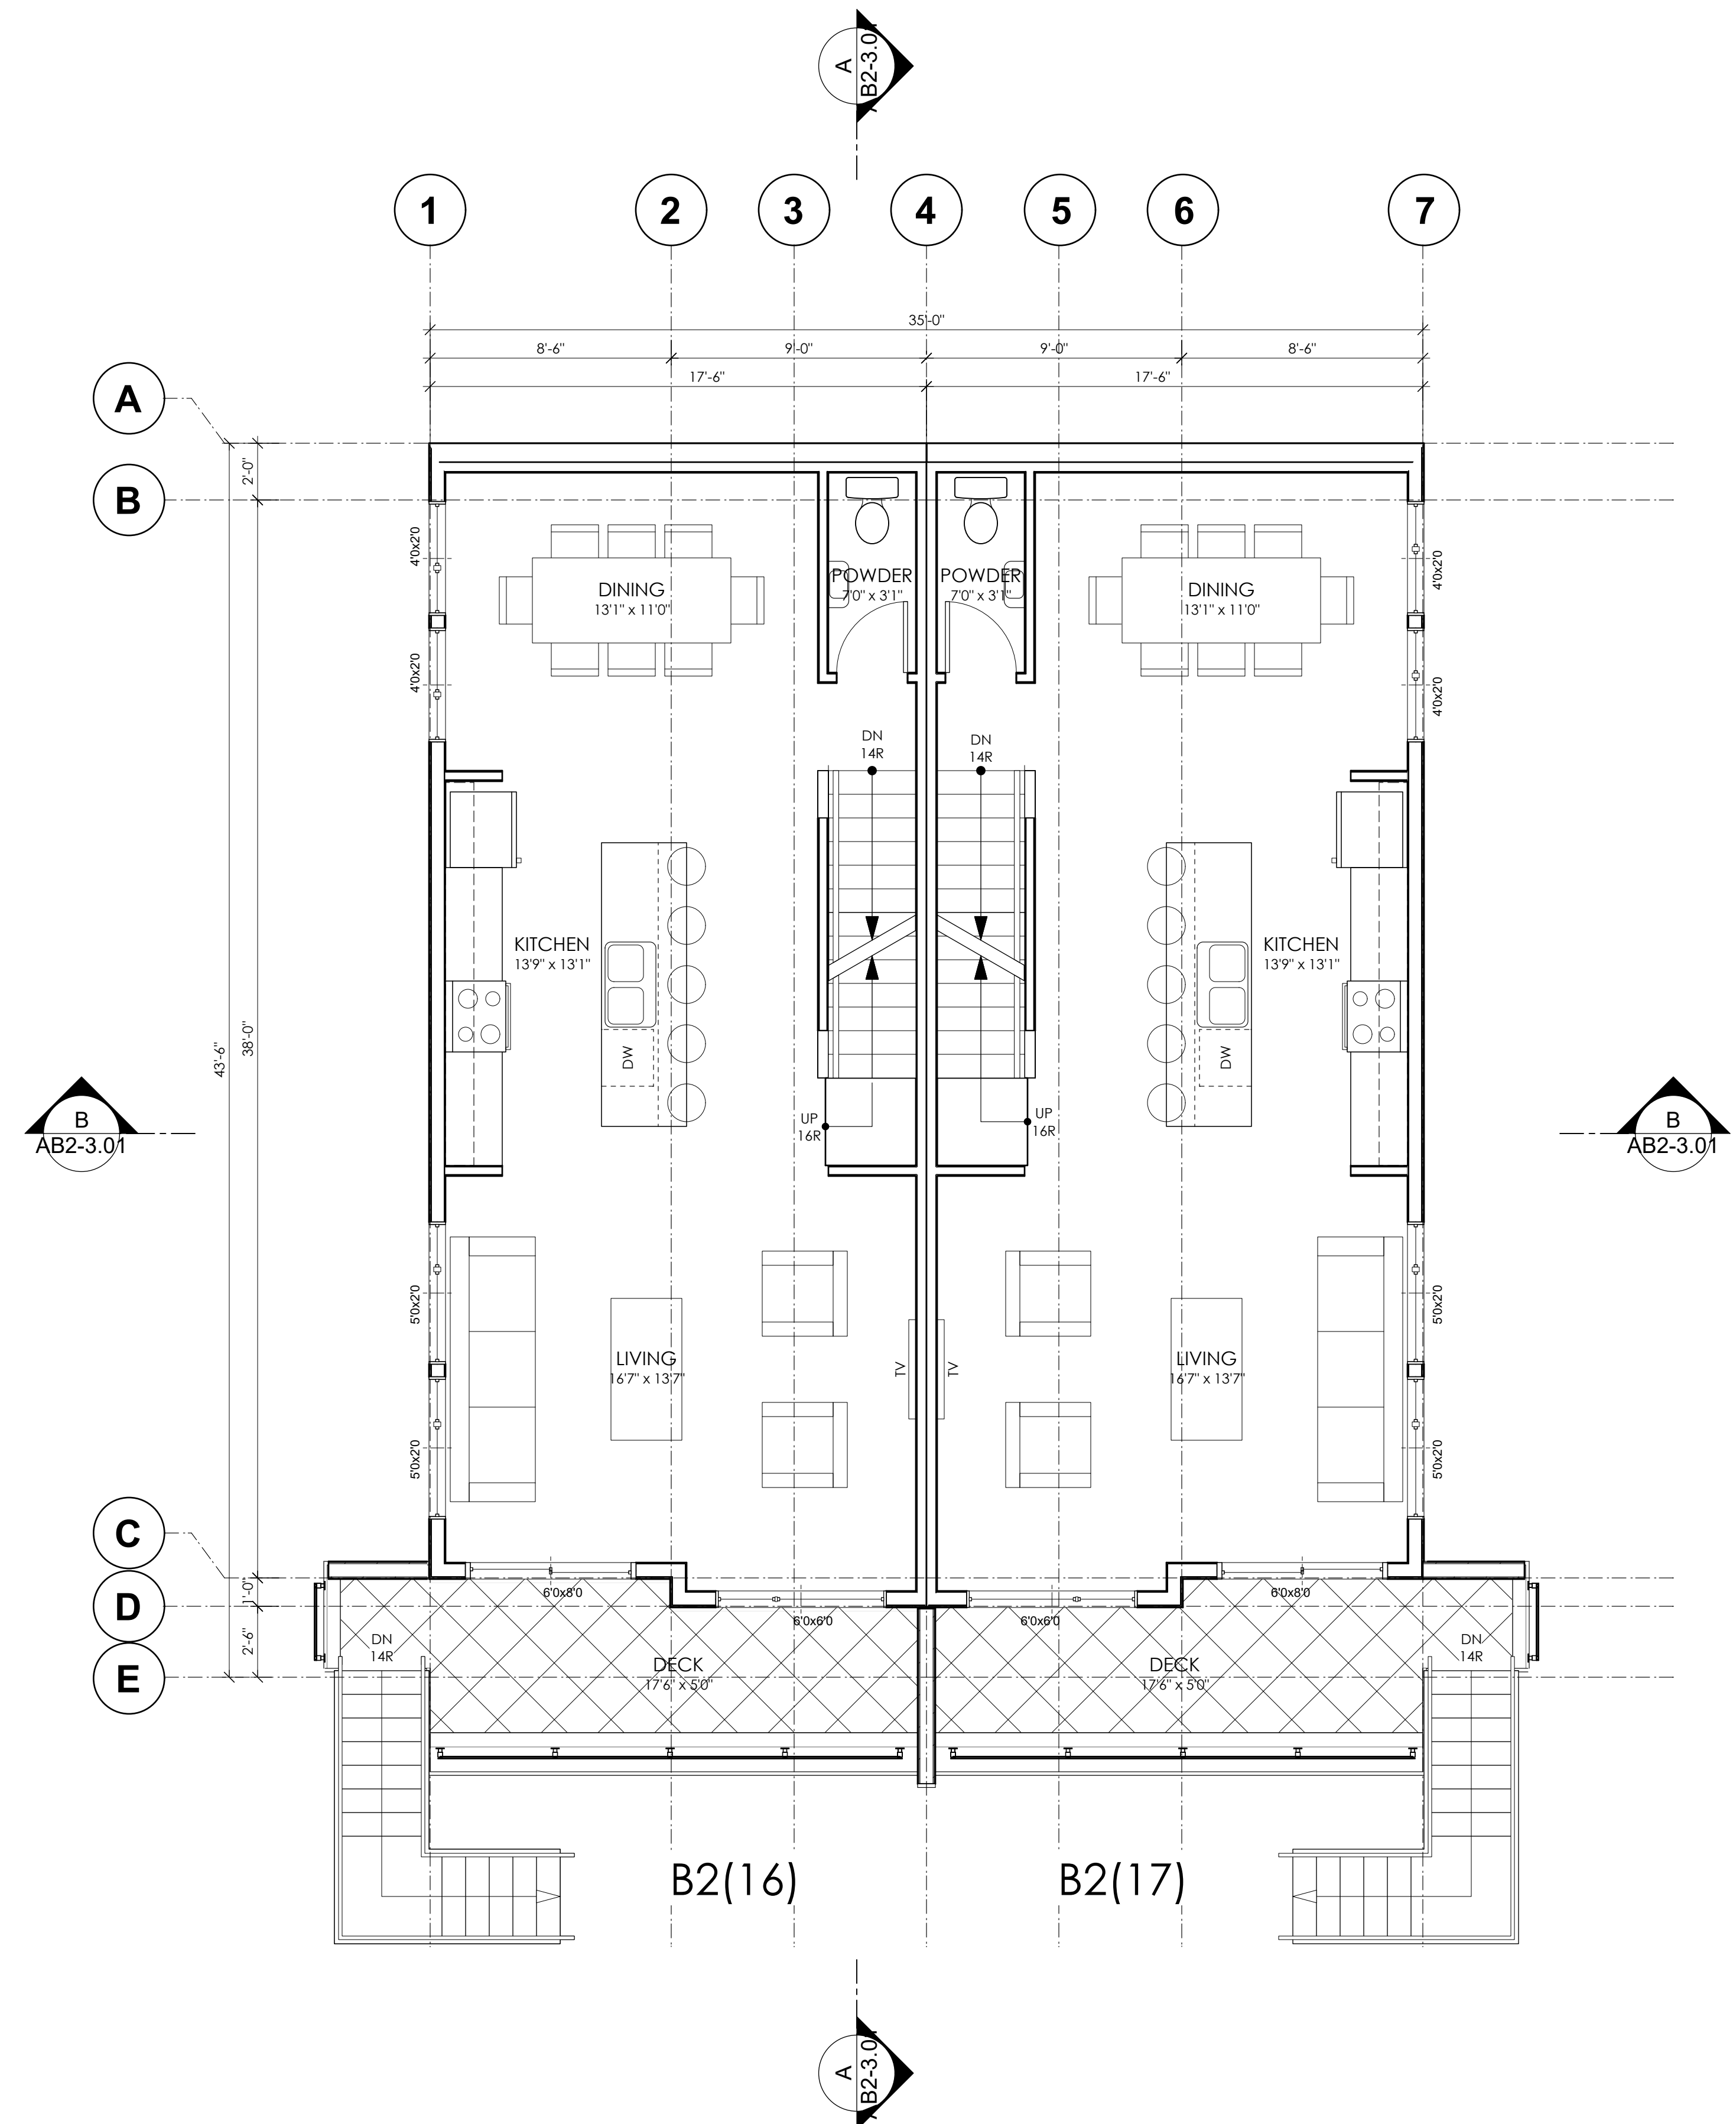 A
B2-3.0
1 2 3 4 5 6 7
35'-0"
8'-6" 9'-0" 9'-0" 8'-6"
17'-6" 17'-6"
A
2'-0"
B
4'0x2'0
4'0x2'0
DINING
13'1" x 11'0"
POWDER
7'0" x 3'1"
POWDER
7'0" x 3'1"
DINING
13'1" x 11'0"
4'0x2'0
4'0x2'0
DN
14R
DN
14R
KITCHEN
13'9" x 13'1"
DW
KITCHEN
13'9" x 13'1"
DW
43'-6"
38'-0"
B
AB2-3.01
UP
16R
UP
16R
B
AB2-3.01
5'0x2'0
5'0x2'0
LIVING
16'7" x 13'7"
TV
TV
LIVING
16'7" x 13'7"
5'0x2'0
5'0x2'0
C
1'-0"
D
2'-6"
E
6'0x8'0
6'0x6'0
6'0x6'0
6'0x8'0
DN
14R
DECK
17'6" x 5'0"
DECK
17'6" x 5'0"
DN
14R
B2(16)
B2(17)
A
B2-3.0